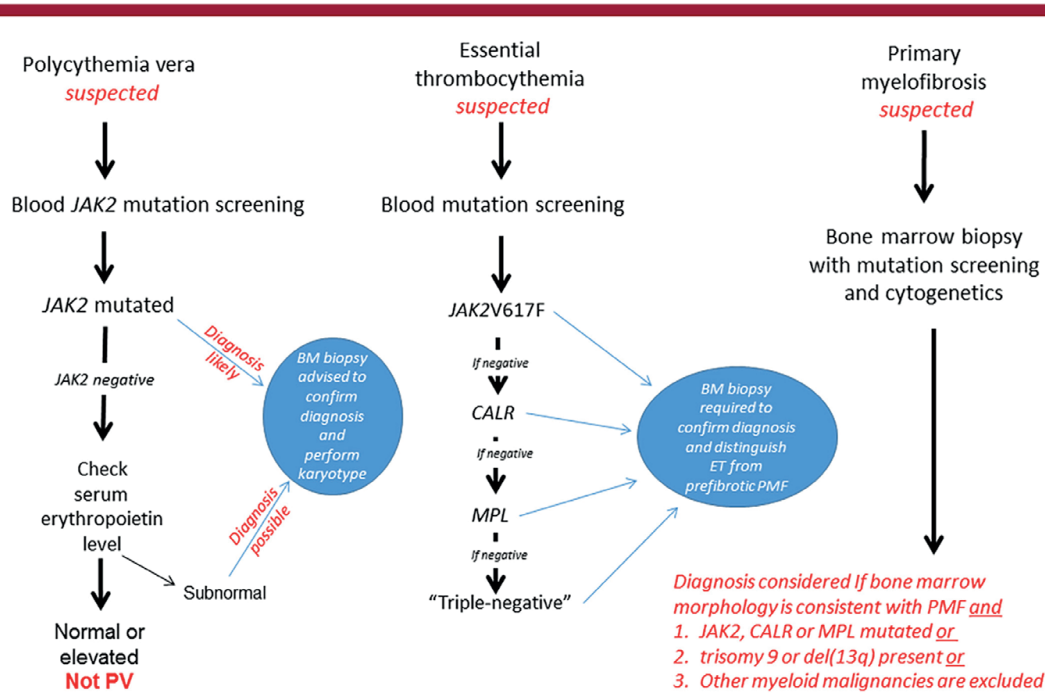 Polycythemia vera
suspected
Blood JAK2 mutation screening
JAK2 mutated
Diagnosis
likely
JAK2 negative
BM biopsy
advised to
confirm
diagnosis
and
perform
karyotype
Check
serum
erythropoietin
level
Diagnosis
possible
Subnormal
Normal or
elevated
Not PV
Essential
thrombocythemia
suspected
Blood mutation screening
JAK2V617F
If negative
CALR
If negative
MPL
If negative
“Triple-negative”
BM biopsy
required to
confirm diagnosis
and distinguish
ET from
prefibrotic PMF
Primary
myelofibrosis
suspected
Bone marrow biopsy
with mutation screening
and cytogenetics
Diagnosis considered If bone marrow
morphology is consistent with PMF and
1. JAK2, CALR or MPL mutated or
2. trisomy 9 or del(13q) present or
3. Other myeloid malignancies are excluded